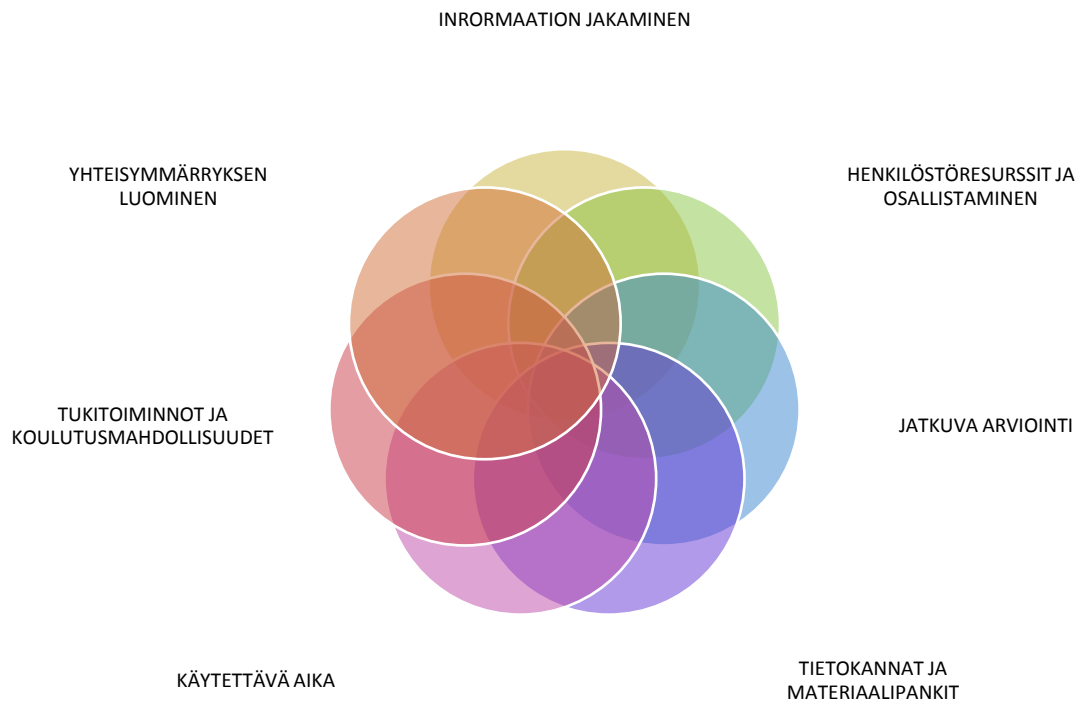 INRORMAATION JAKAMINEN
HENKILÖSTÖRESURSSIT JA
OSALLISTAMINEN
JATKUVA ARVIOINTI
TIETOKANNAT JA
MATERIAALIPANKIT
KÄYTETTÄVÄ AIKA
TUKITOIMINNOT JA
KOULUTUSMAHDOLLISUUDET
YHTEISYMMÄRRYKSEN
LUOMINEN